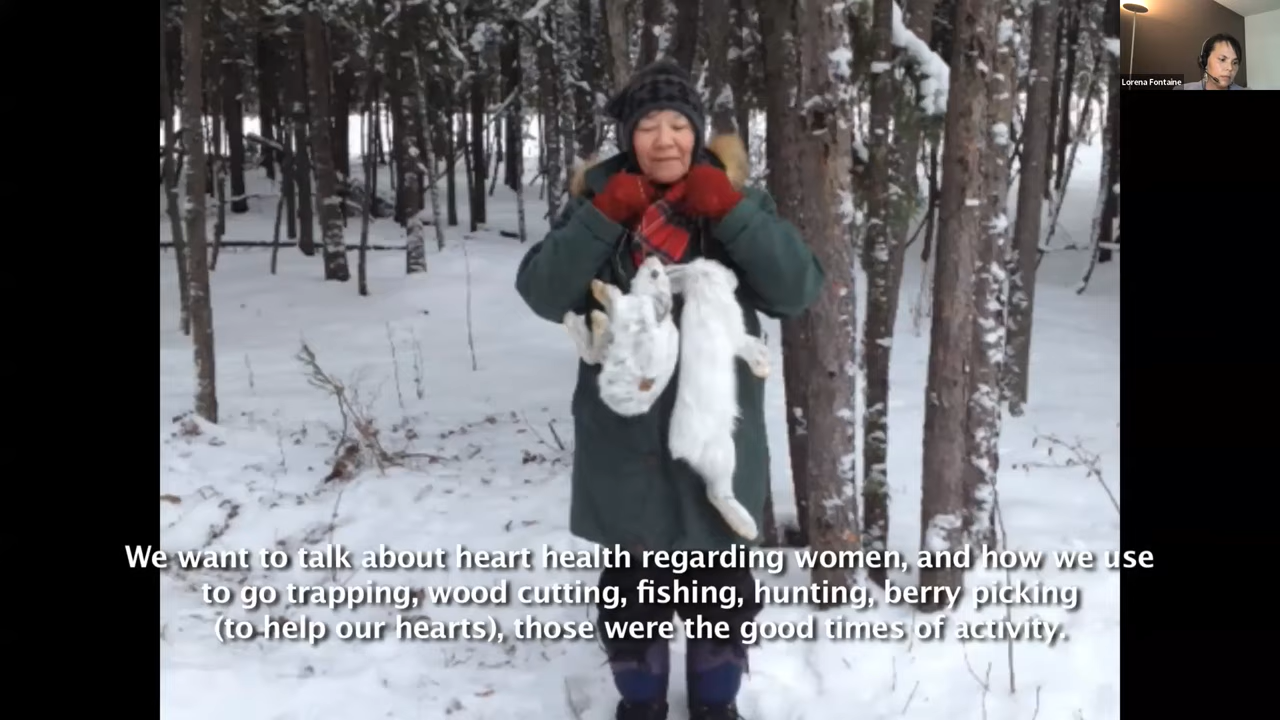 Lorena Fontaine
We want to talk about heart health regarding women, and how we use
to go trapping, wood cutting, fishing, hunting, berry picking
(to help our hearts), those were the good times of activity.